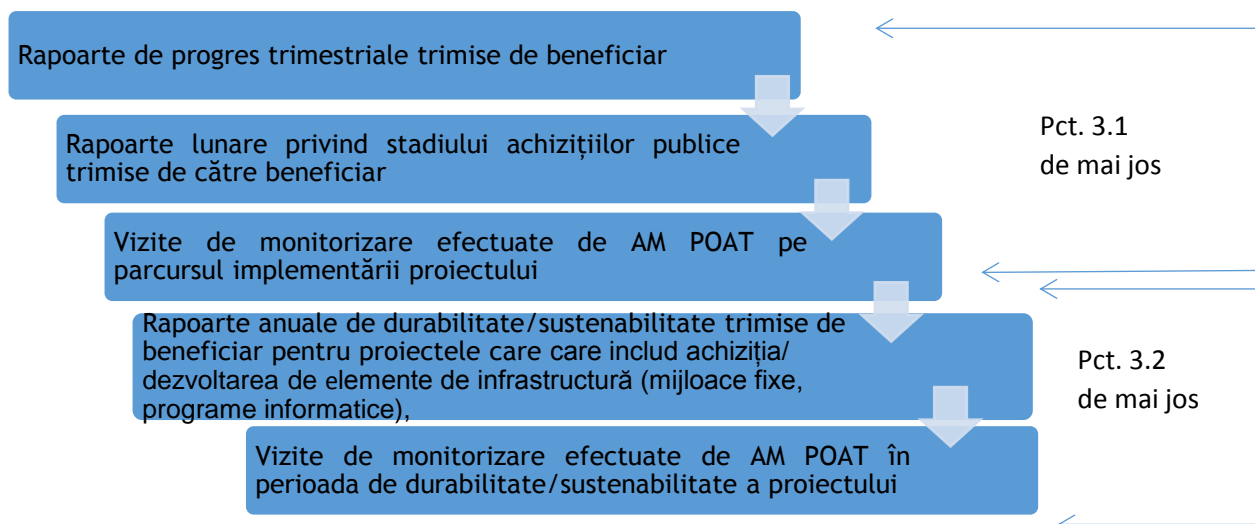 Rapoarte de progres trimestriale trimise de beneficiar
Rapoarte lunare privind stadiului achizițiilor publice
trimise de către beneficiar
Pct. 3.1
de mai jos
Vizite de monitorizare efectuate de AM POAT pe
parcursul implementării proiectului
Rapoarte anuale de durabilitate/sustenabilitate trimise de
beneficiar pentru proiectele care care includ achiziția/
dezvoltarea de elemente de infrastructură (mijloace fixe,
programe informatice),
Pct. 3.2
de mai jos
Vizite de monitorizare efectuate de AM POAT în
perioada de durabilitate/sustenabilitate a proiectului